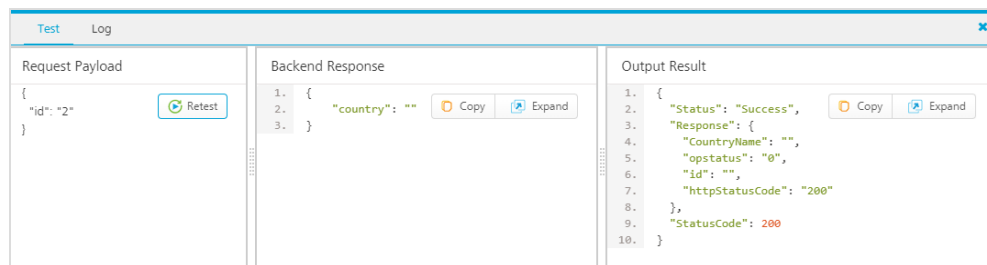 Test Log
Request Payload
{
"id": "2"
}
Retest
Backend Response
1. {
2. "country": ""
3. }
Copy Expand
Output Result
1. {
2. "Status": "Success",
3. "Response": {
4. "CountryName": "",
5. "opstatus": "0",
6. "id": "",
7. "httpStatusCode": "200"
8. },
9. "StatusCode": 200
10. }
Copy Expand